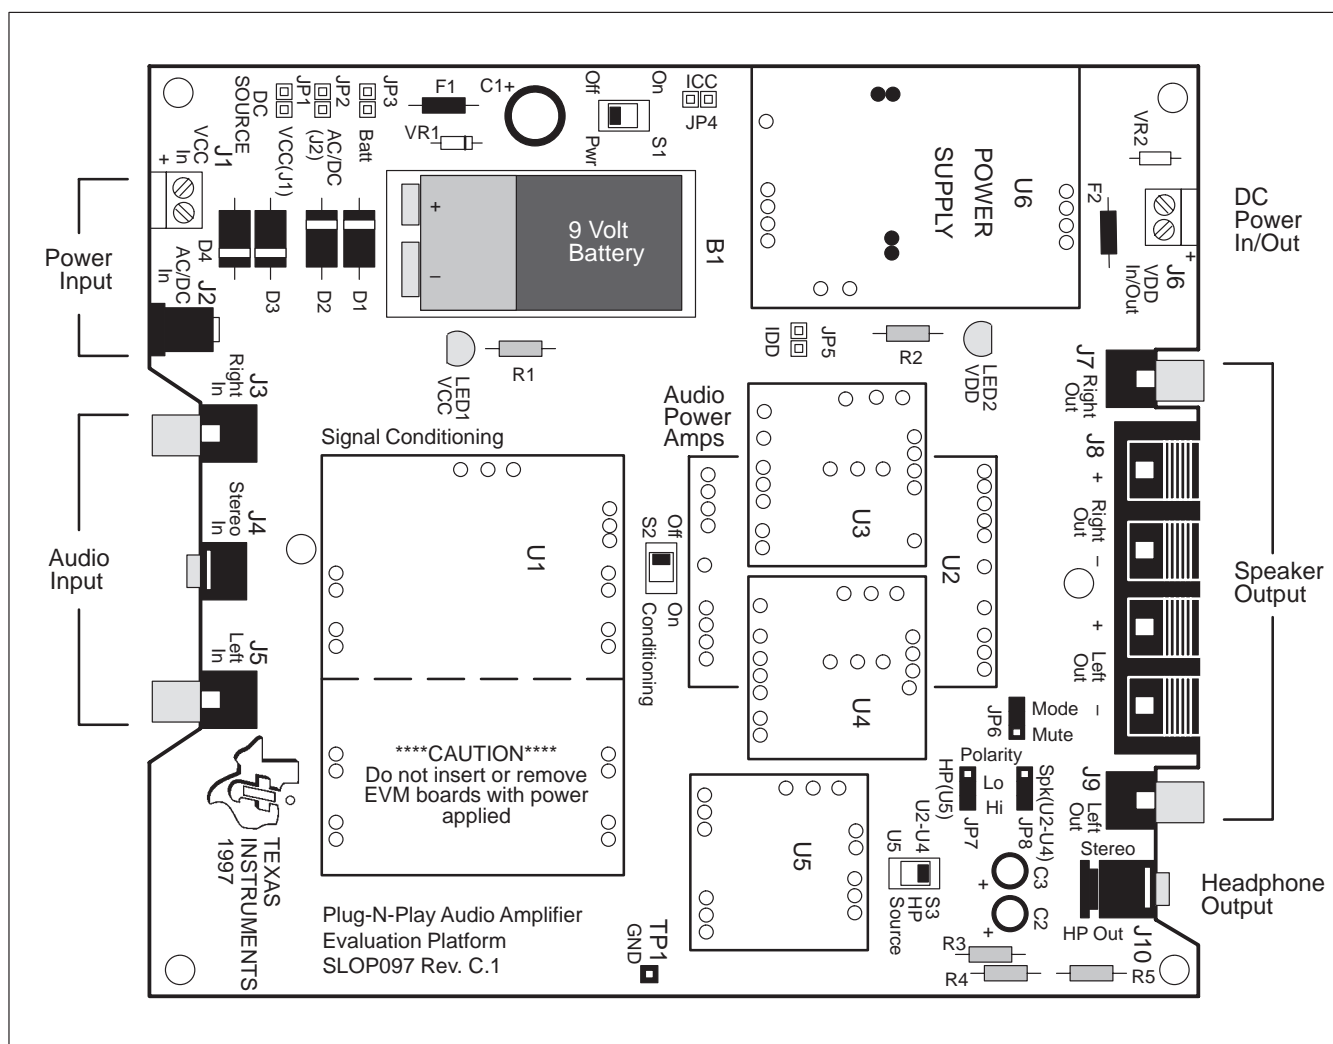 DC
SOURCE
JP1
VCC(J1)
JP2
AC/DC
(J2)
JP3
Batt
F1
VR1
C1+
Off
On
Pwr
S1
ICC
JP4
U6
POWER
SUPPLY
VR2
F2
+
J6
VDD
In/Out
DC
Power
In/Out
J1
VCC
In
+
Power
Input
D4
D3
D2
D1
J2
AC/DC
In
+
−
9 Volt
Battery
B1
LED1
VCC
R1
IDD
JP5
R2
LED2
VDD
J3
Right
In
J4
Stereo
In
J5
Left
In
Audio
Input
Signal Conditioning
U1
****CAUTION****
Do not insert or remove
EVM boards with power
applied
Off
S2
On
Conditioning
Audio
Power
Amps
U3
U2
U4
J7
Right
Out
J8
+
Right
Out
−
+
Left
Out
−
Speaker
Output
JP6
Mode
Mute
Polarity
HP(U5)
Lo
Hi
JP7
Spk(U2-U4)
JP8
J9
Left
Out
U5
U2-U4
U5
S3
HP
Source
+
C3
+
C2
R3
R4
R5
Stereo
HP Out
J10
Headphone
Output
TEXAS
INSTRUMENTS
1997
Plug-N-Play Audio Amplifier
Evaluation Platform
SLOP097 Rev. C.1
TP1
GND